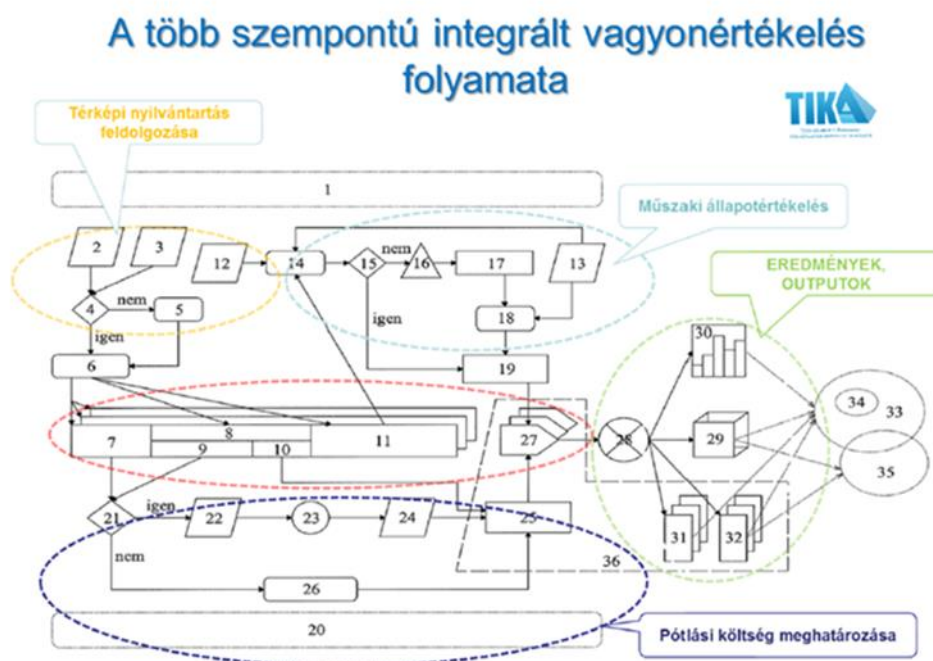 A több szempontú integrált vagyonértékelés
folyamata
TIKA
Térképi nyilvántartás
feldolgozása
1
Műszaki állapotértékelés
2
3
12
14
15
nem
16
17
13
EREDMÉNYEK,
OUTPUTOK
4
nem
5
igen
igen
18
30
6
19
34
33
7
8
9
10
11
27
28
29
35
21
igen
22
23
24
25
31
32
nem
36
26
20
Pótlási költség meghatározása